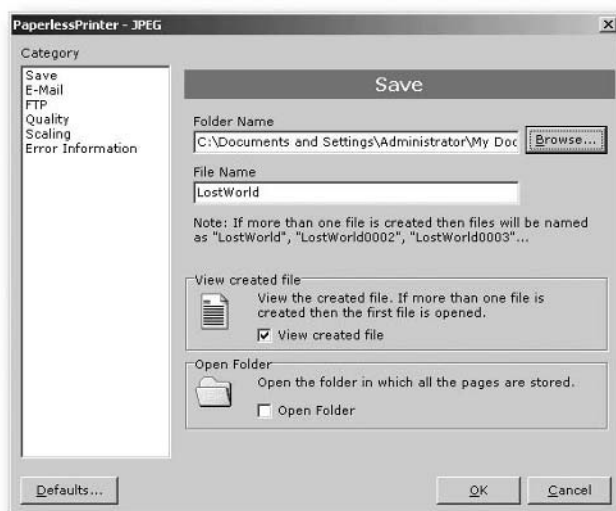 PaperlessPrinter - JPEG
Category
Save
E-Mail
FTP
Quality
Scaling
Error Information
Save
Folder Name
C:\Documents and Settings\Administrator\My Doc
Browse...
File Name
LostWorld
Note: If more than one file is created then files will be named
as "LostWorld", "LostWorld0002", "LostWorld0003"...
View created file
View the created file. If more than one file is
created then the first file is opened.
View created file
Open Folder
Open the folder in which all the pages are stored.
Open Folder
Defaults...
OK
Cancel